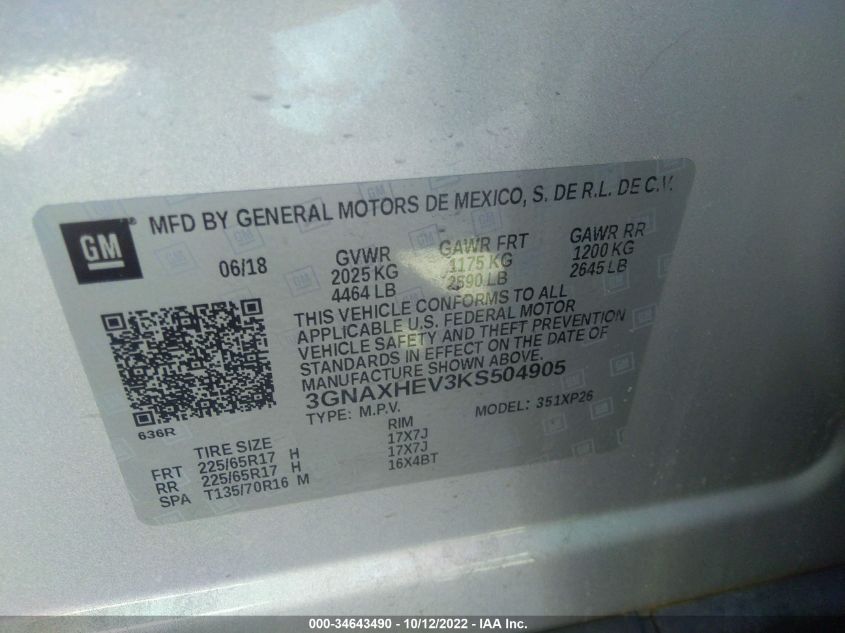 GM ® MFD BY GENERAL MOTORS DE MEXICO, S. DE R.L. DE C.V.
06/18 GVWR GAWR FRT GAWR RR
2025 KG 1175 KG 1200 KG
4464 LB 2590 LB 2645 LB
THIS VEHICLE CONFORMS TO ALL
APPLICABLE U.S. FEDERAL MOTOR
VEHICLE SAFETY AND THEFT PREVENTION
STANDARDS IN EFFECT ON THE DATE OF
MANUFACTURE SHOWN ABOVE.
3GNAXHEV3KS504905
TYPE: M.P.V. MODEL: 351XP26
636R
TIRE SIZE RIM
FRT 225/65R17 H 17X7J
RR 225/65R17 H 17X7J
SPA T135/70R16 M 16X4BT
000-34643490 - 10/12/2022 - IAA Inc.